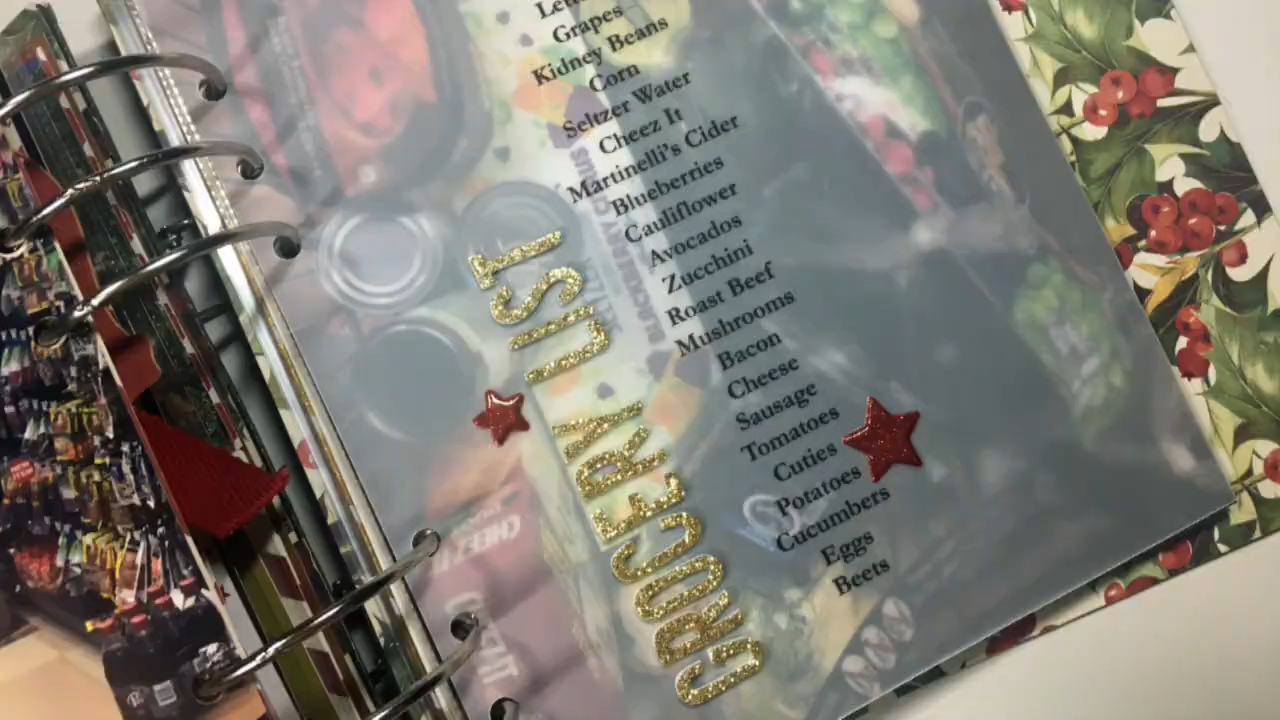 GROCERY LIST
Grapes
Kidney Beans
Corn
Seltzer Water
Cheez It
Martinelli's Cider
Blueberries
Cauliflower
Avocados
Zucchini
Roast Beef
Mushrooms
Bacon
Cheese
Sausage
Tomatoes
Cuties
Potatoes
Cucumbers
Eggs
Beets